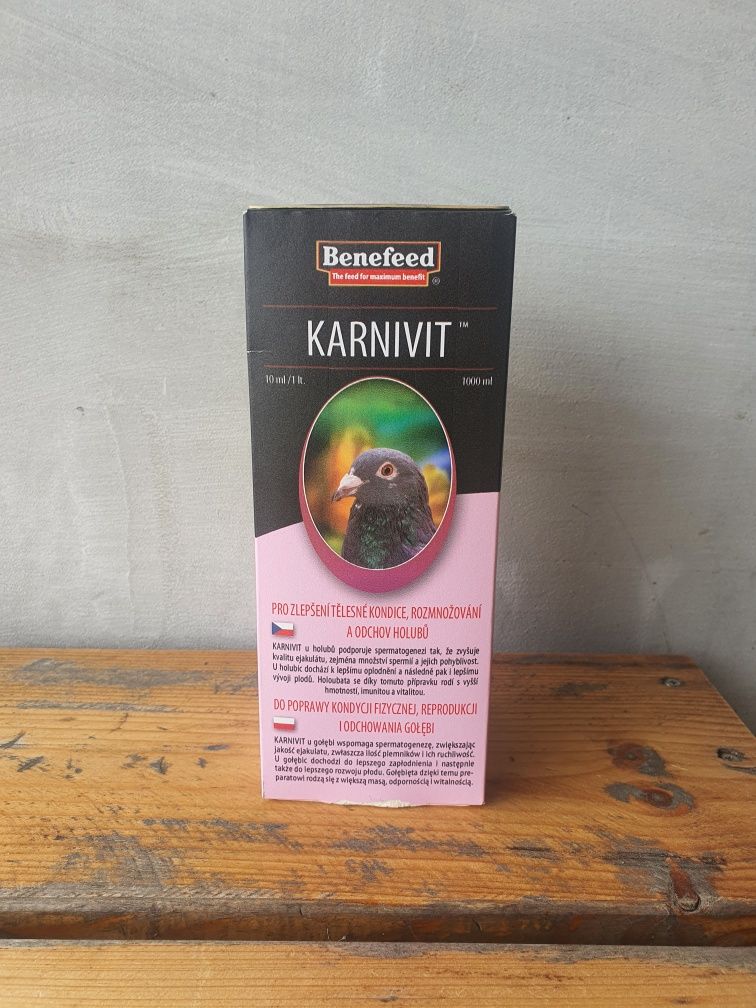 Benefeed
The feed for maximum benefit ®
KARNIVIT ™
10 ml /1 lt. 1000 ml
PRO ZLEPŠENÍ TĚLESNÉ KONDICE, ROZMNOŽOVÁNÍ
A ODCHOV HOLUBŮ
KARNIVIT u holubů podporuje spermatogenezi tak, že zvyšuje
kvalitu ejakulátu, zejména množství spermií a jejich pohyblivost.
U holubic dochází k lepšímu oplodnění a následně pak i lepšímu
vývoji plodů. Holoubata se díky tomuto přípravku rodí s vyšší
hmotností, imunitou a vitalitou.
DO POPRAWY KONDYCJI FIZYCZNEJ, REPRODUKCJI
I ODCHOWANIA GOŁĘBI
KARNIVIT u gołębi wspomaga spermatogenezę, zwiększając
jakość ejakulatu, zwłaszcza ilość plemników i ich ruchliwość.
U gołębic dochodzi do lepszego zapłodnienia i następnie
także do lepszego rozwoju płodu. Gołębięta dzięki temu pre-
paratowi rodzą się z większą masą, odpornością i witalnością.